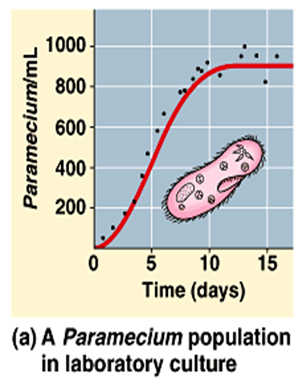 1000
800
600
400
200
Paramecium/mL
0 5 10 15
Time (days)
(a) A Paramecium population
in laboratory culture